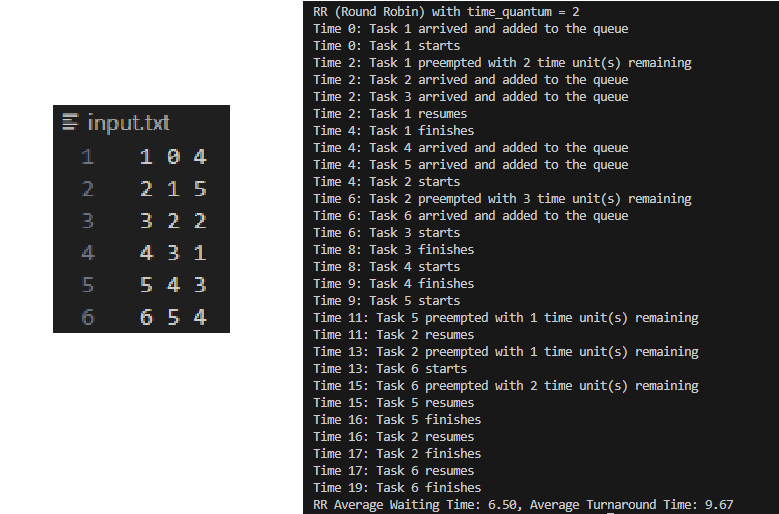 input.txt
1 1 0 4
2 2 1 5
3 3 2 2
4 4 3 1
5 5 4 3
6 6 5 4
RR (Round Robin) with time_quantum = 2
Time 0: Task 1 arrived and added to the queue
Time 0: Task 1 starts
Time 2: Task 1 preempted with 2 time unit(s) remaining
Time 2: Task 2 arrived and added to the queue
Time 2: Task 3 arrived and added to the queue
Time 2: Task 1 resumes
Time 4: Task 1 finishes
Time 4: Task 4 arrived and added to the queue
Time 4: Task 5 arrived and added to the queue
Time 4: Task 2 starts
Time 6: Task 2 preempted with 3 time unit(s) remaining
Time 6: Task 6 arrived and added to the queue
Time 6: Task 3 starts
Time 8: Task 3 finishes
Time 8: Task 4 starts
Time 9: Task 4 finishes
Time 9: Task 5 starts
Time 11: Task 5 preempted with 1 time unit(s) remaining
Time 11: Task 2 resumes
Time 13: Task 2 preempted with 1 time unit(s) remaining
Time 13: Task 6 starts
Time 15: Task 6 preempted with 2 time unit(s) remaining
Time 15: Task 5 resumes
Time 16: Task 5 finishes
Time 16: Task 2 resumes
Time 17: Task 2 finishes
Time 17: Task 6 resumes
Time 19: Task 6 finishes
RR Average Waiting Time: 6.50, Average Turnaround Time: 9.67